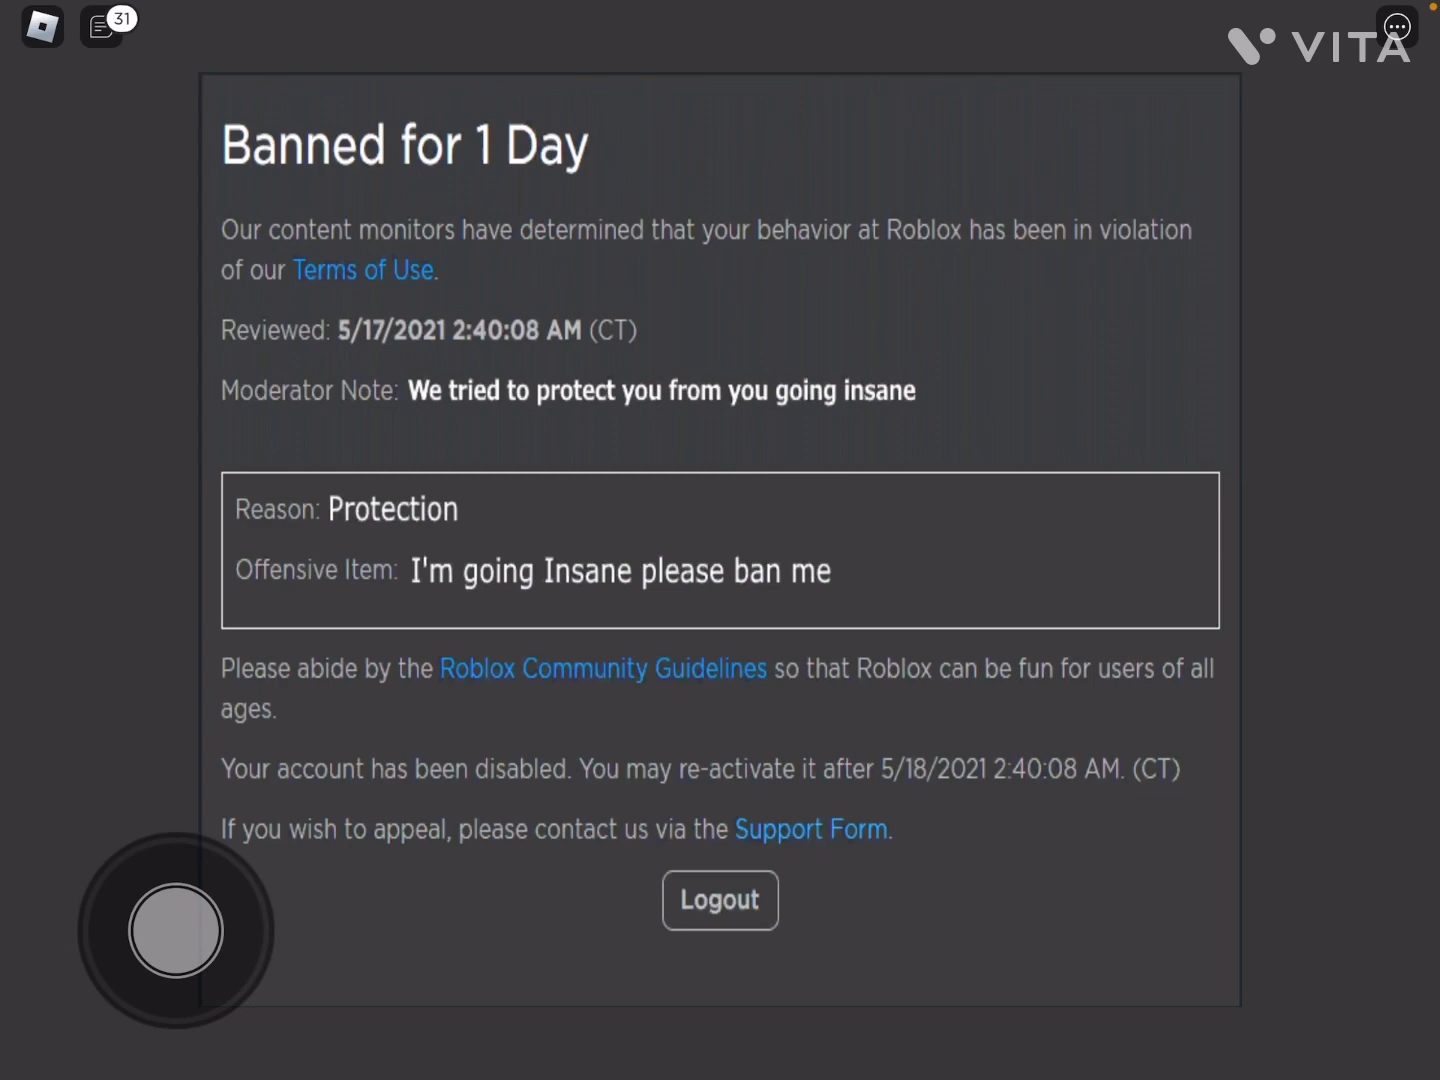 31
VITA
Banned for 1 Day
Our content monitors have determined that your behavior at Roblox has been in violation
of our Terms of Use.
Reviewed: 5/17/2021 2:40:08 AM (CT)
Moderator Note: We tried to protect you from you going insane
Reason: Protection
Offensive Item: I'm going Insane please ban me
Please abide by the Roblox Community Guidelines so that Roblox can be fun for users of all
ages.
Your account has been disabled. You may re-activate it after 5/18/2021 2:40:08 AM. (CT)
If you wish to appeal, please contact us via the Support Form.
Logout